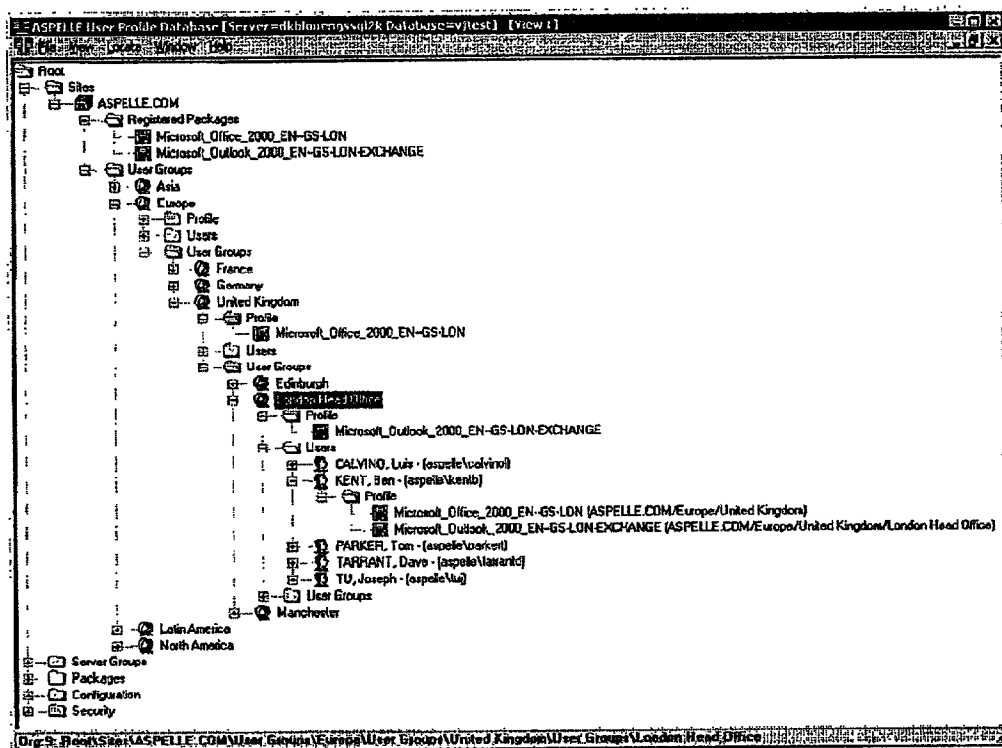 ASPELLE User Profile Database [Server=dkblonengssql2k Database=vjtest] [View 1]
File View Locate Window Help
Root
Sites
ASPELLE.COM
Registered Packages
Microsoft_Office_2000_EN--GS-LON
Microsoft_Outlook_2000_EN--GS-LON-EXCHANGE
User Groups
Asia
Europe
Profile
Users
User Groups
France
Germany
United Kingdom
Profile
Microsoft_Office_2000_EN--GS-LON
Users
User Groups
Edinburgh
London Head Office
Profile
Microsoft_Outlook_2000_EN--GS-LON-EXCHANGE
Users
CALVINO, Luis - (aspelle\calvinol)
KENT, Ben - (aspelle\kentb)
Profile
Microsoft_Office_2000_EN--GS-LON (ASPELLE.COM/Europe/United Kingdom)
Microsoft_Outlook_2000_EN--GS-LON-EXCHANGE (ASPELLE.COM/Europe/United Kingdom/London Head Office)
PARKER, Tom - (aspelle\parkert)
TARRANT, Dave - (aspelle\tarrantd)
TU, Joseph - (aspelle\tuj)
User Groups
Manchester
Latin America
North America
Server Groups
Packages
Configuration
Security
Org:9: Root\Sites\ASPELLE.COM\User Groups\Europe\User Groups\United Kingdom\User Groups\London Head Office